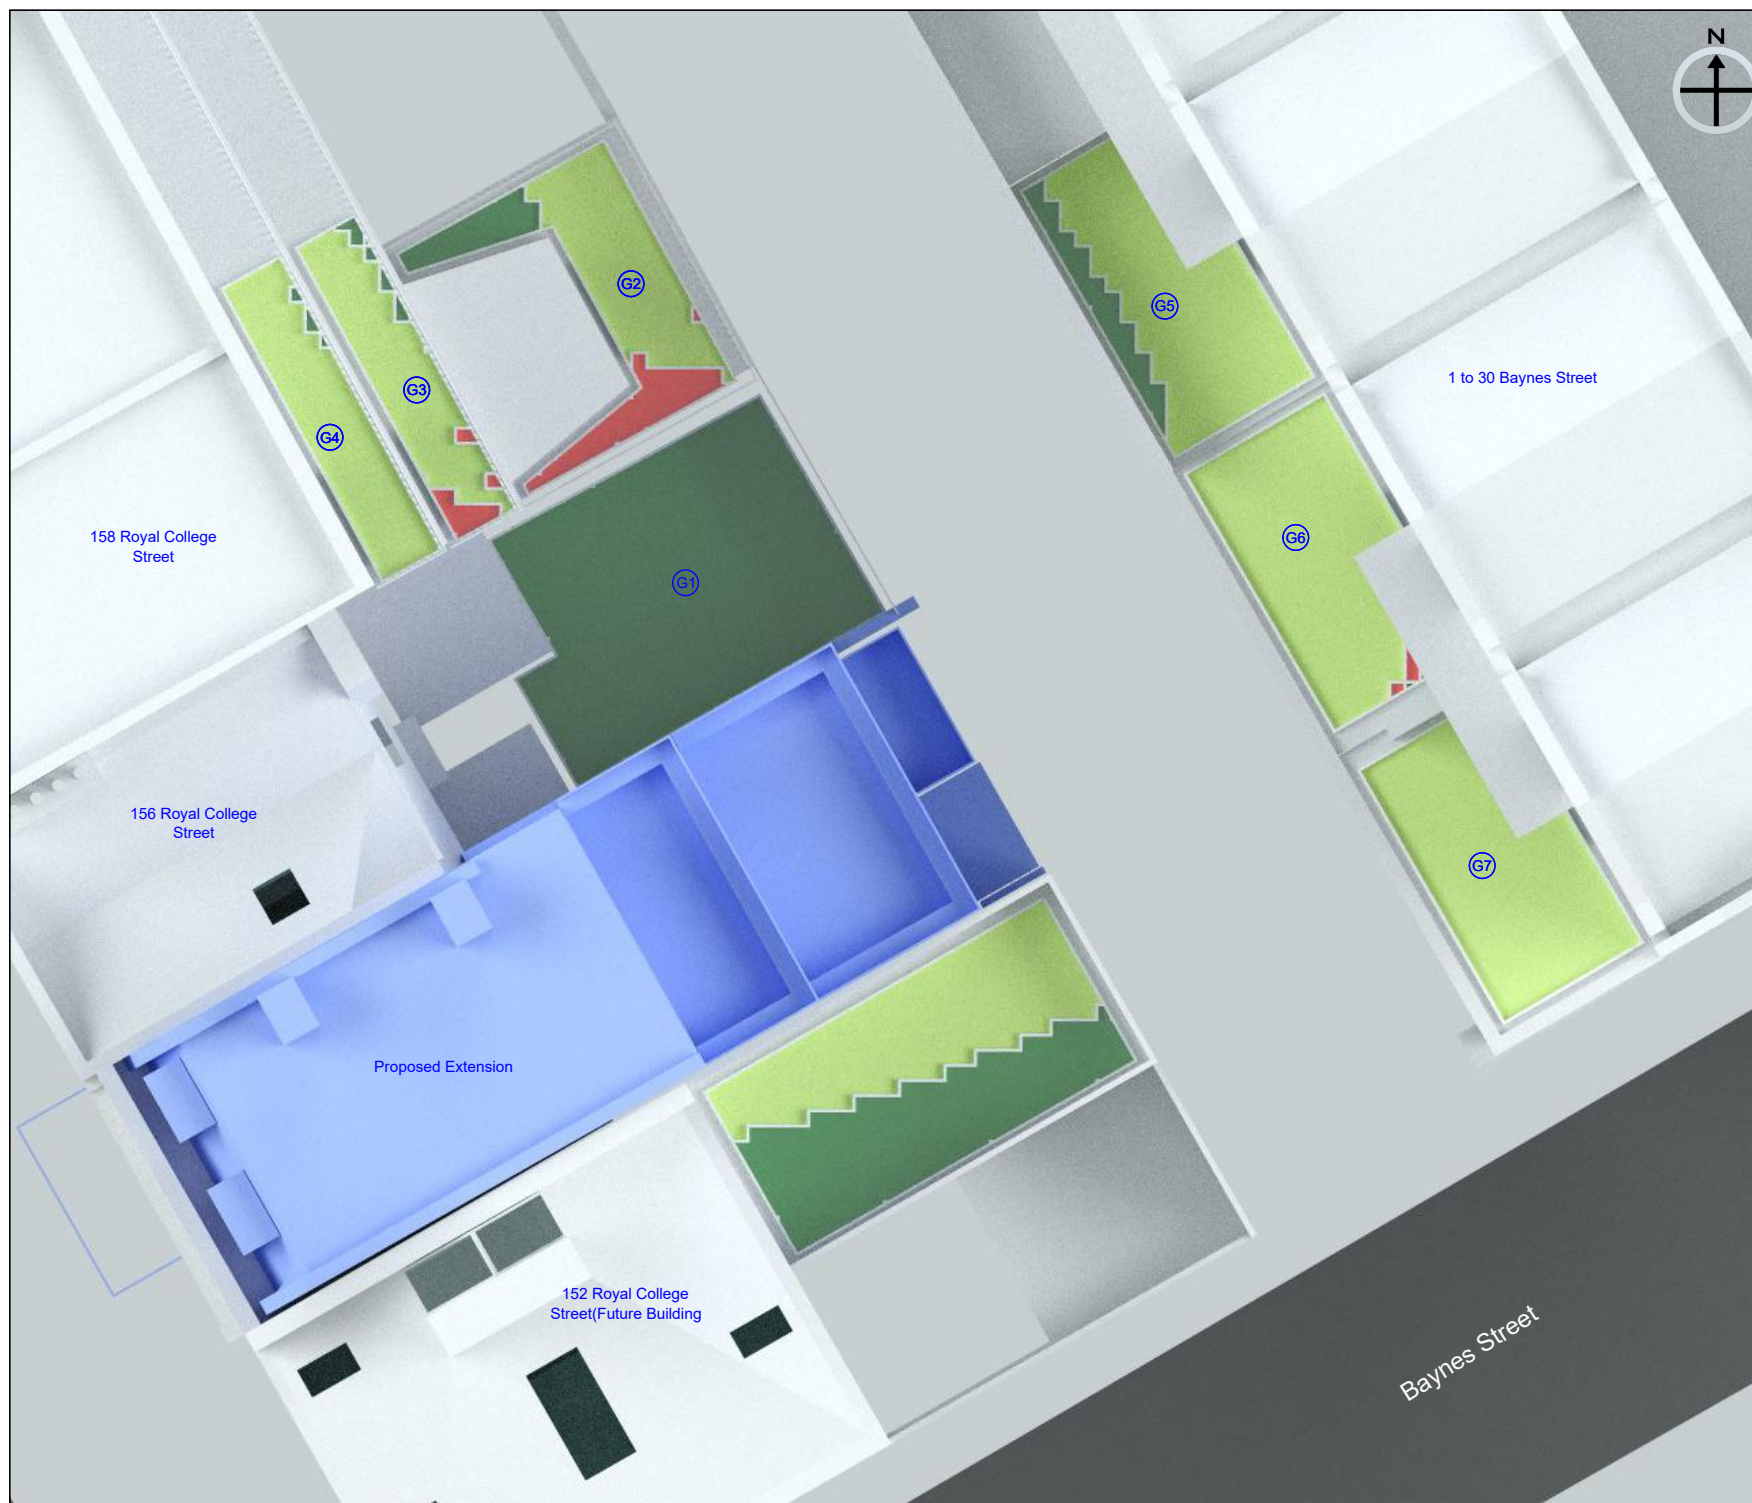 N
G2
G5
1 to 30 Baynes Street
G3
G4
158 Royal College
Street
G6
G1
156 Royal College
Street
G7
Proposed Extension
152 Royal College
Street(Future Building
Baynes Street